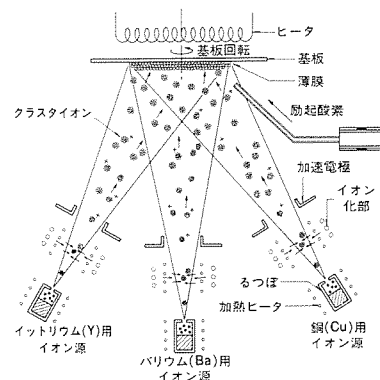 ヒータ
基板回転
基板
薄膜
クラスタイオン
励起酸素
加速電極
イオン
化部
るつぼ
加熱ヒータ
イットリウム(Y)用
イオン源
バリウム(Ba)用
イオン源
銅(Cu)用
イオン源